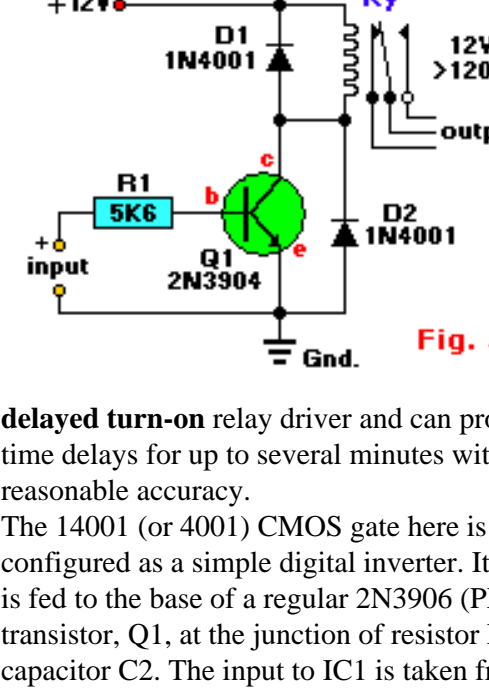 +12V
Ry
D1
1N4001
12V
>120
output
c
R1
b
5K6
D2
1N4001
+
input
Q1
e
2N3904
Fig.
Gnd.
delayed turn-on relay driver and can pro
time delays for up to several minutes wit
reasonable accuracy.
The 14001 (or 4001) CMOS gate here is
configured as a simple digital inverter. It
is fed to the base of a regular 2N3906 (P
transistor, Q1, at the junction of resistor
capacitor C2. The input to IC1 is taken fr